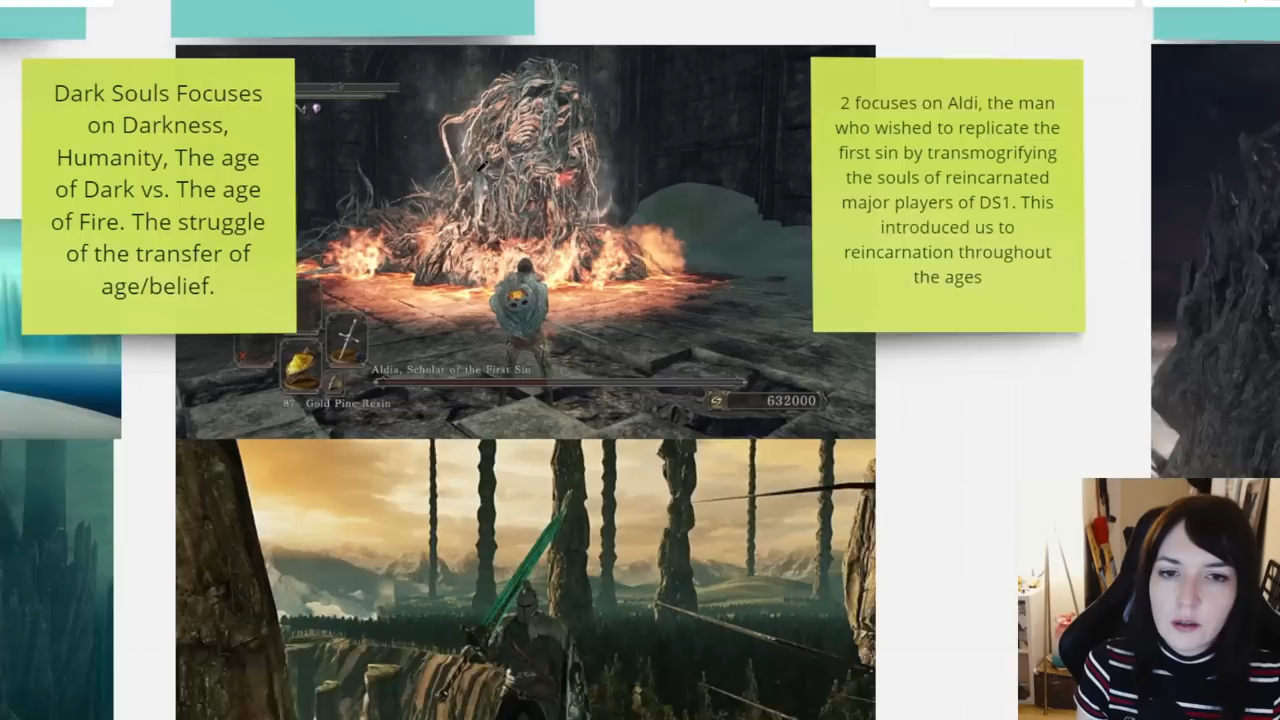 Dark Souls Focuses
on Darkness,
Humanity, The age
of Dark vs. The age
of Fire. The struggle
of the transfer of
age/belief.
2 focuses on Aldi, the man
who wished to replicate the
first sin by transmogrifying
the souls of reincarnated
major players of DS1. This
introduced us to
reincarnation throughout
the ages
Aldia, Scholar of the First Sin
87 Gold Pine Resin
632000